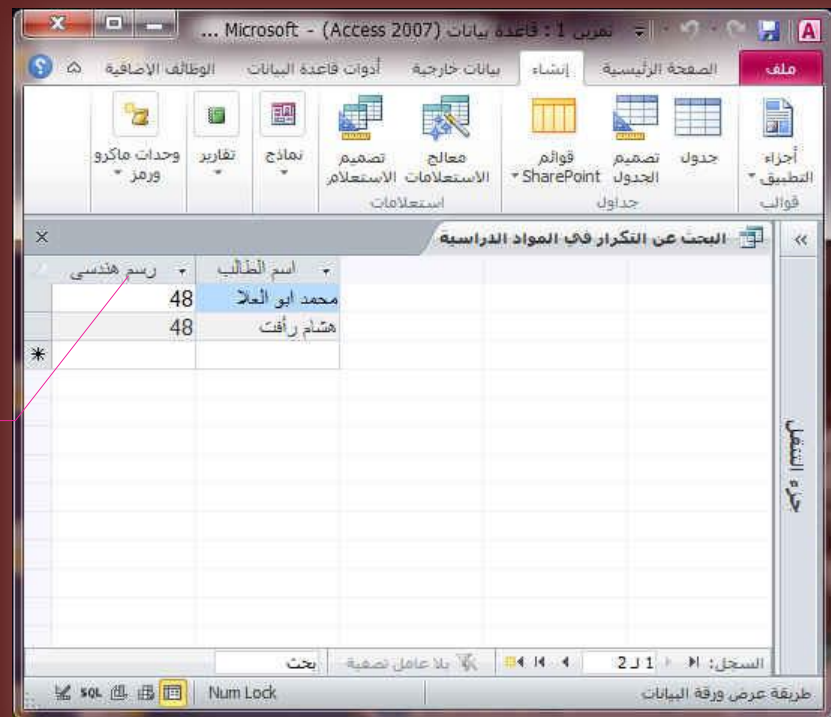 تمرين 1 : قاعدة بيانات (Access 2007) - Microsoft ...
ملف الصفحة الرئيسية إنشاء بيانات خارجية أدوات قاعدة البيانات الوظائف الإضافية
أجزاء التطبيق
جدول
تصميم الجدول
قوائم SharePoint
معالج الاستعلامات
تصميم الاستعلام
نماذج
تقارير
وحدات ماكرو ورمز
قوالب جداول استعلامات
البحث عن التكرار في المواد الدراسية
اسم الطالب رسم هندسى
محمد ابو العلا 48
هشام رأفت 48
جزء التنقل
السجل: 1 لـ 2 بلا عامل تصفية بحث
طريقة عرض ورقة البيانات Num Lock SQL